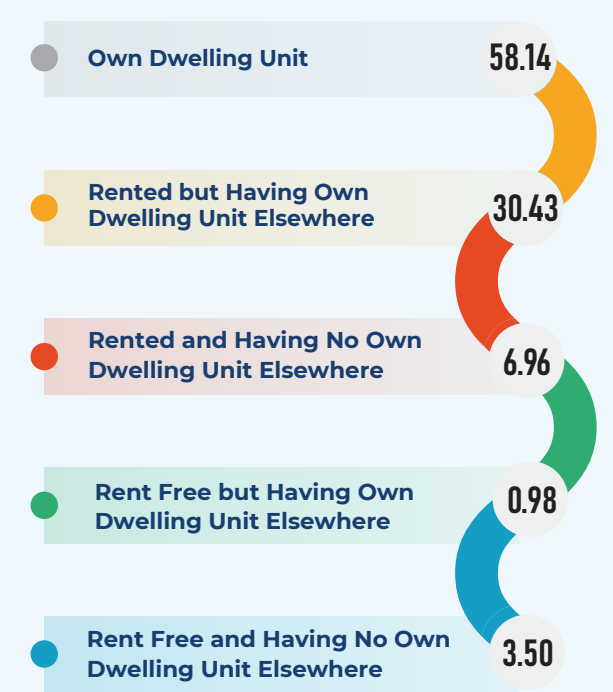 Own Dwelling Unit
58.14
Rented but Having Own
Dwelling Unit Elsewhere
30.43
Rented and Having No Own
Dwelling Unit Elsewhere
6.96
Rent Free but Having Own
Dwelling Unit Elsewhere
0.98
Rent Free and Having No Own
Dwelling Unit Elsewhere
3.50